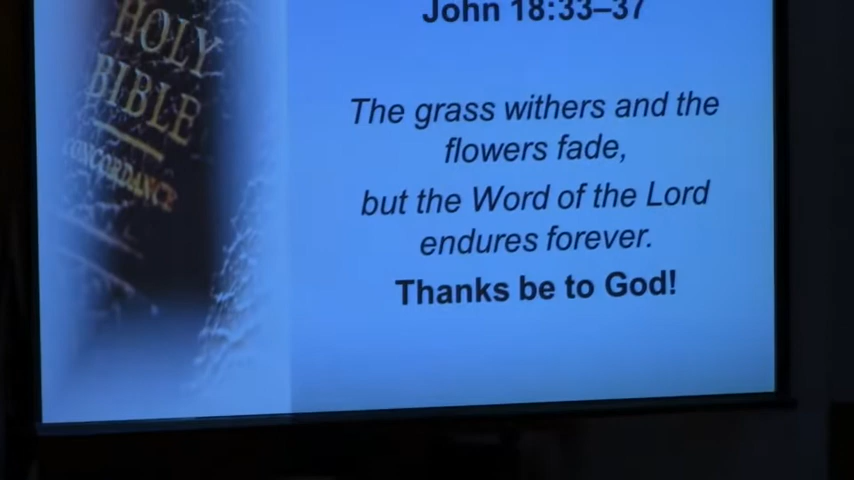 John 18:33–37
HOLY
BIBLE
CONCORDANCE
The grass withers and the
flowers fade,
but the Word of the Lord
endures forever.
Thanks be to God!